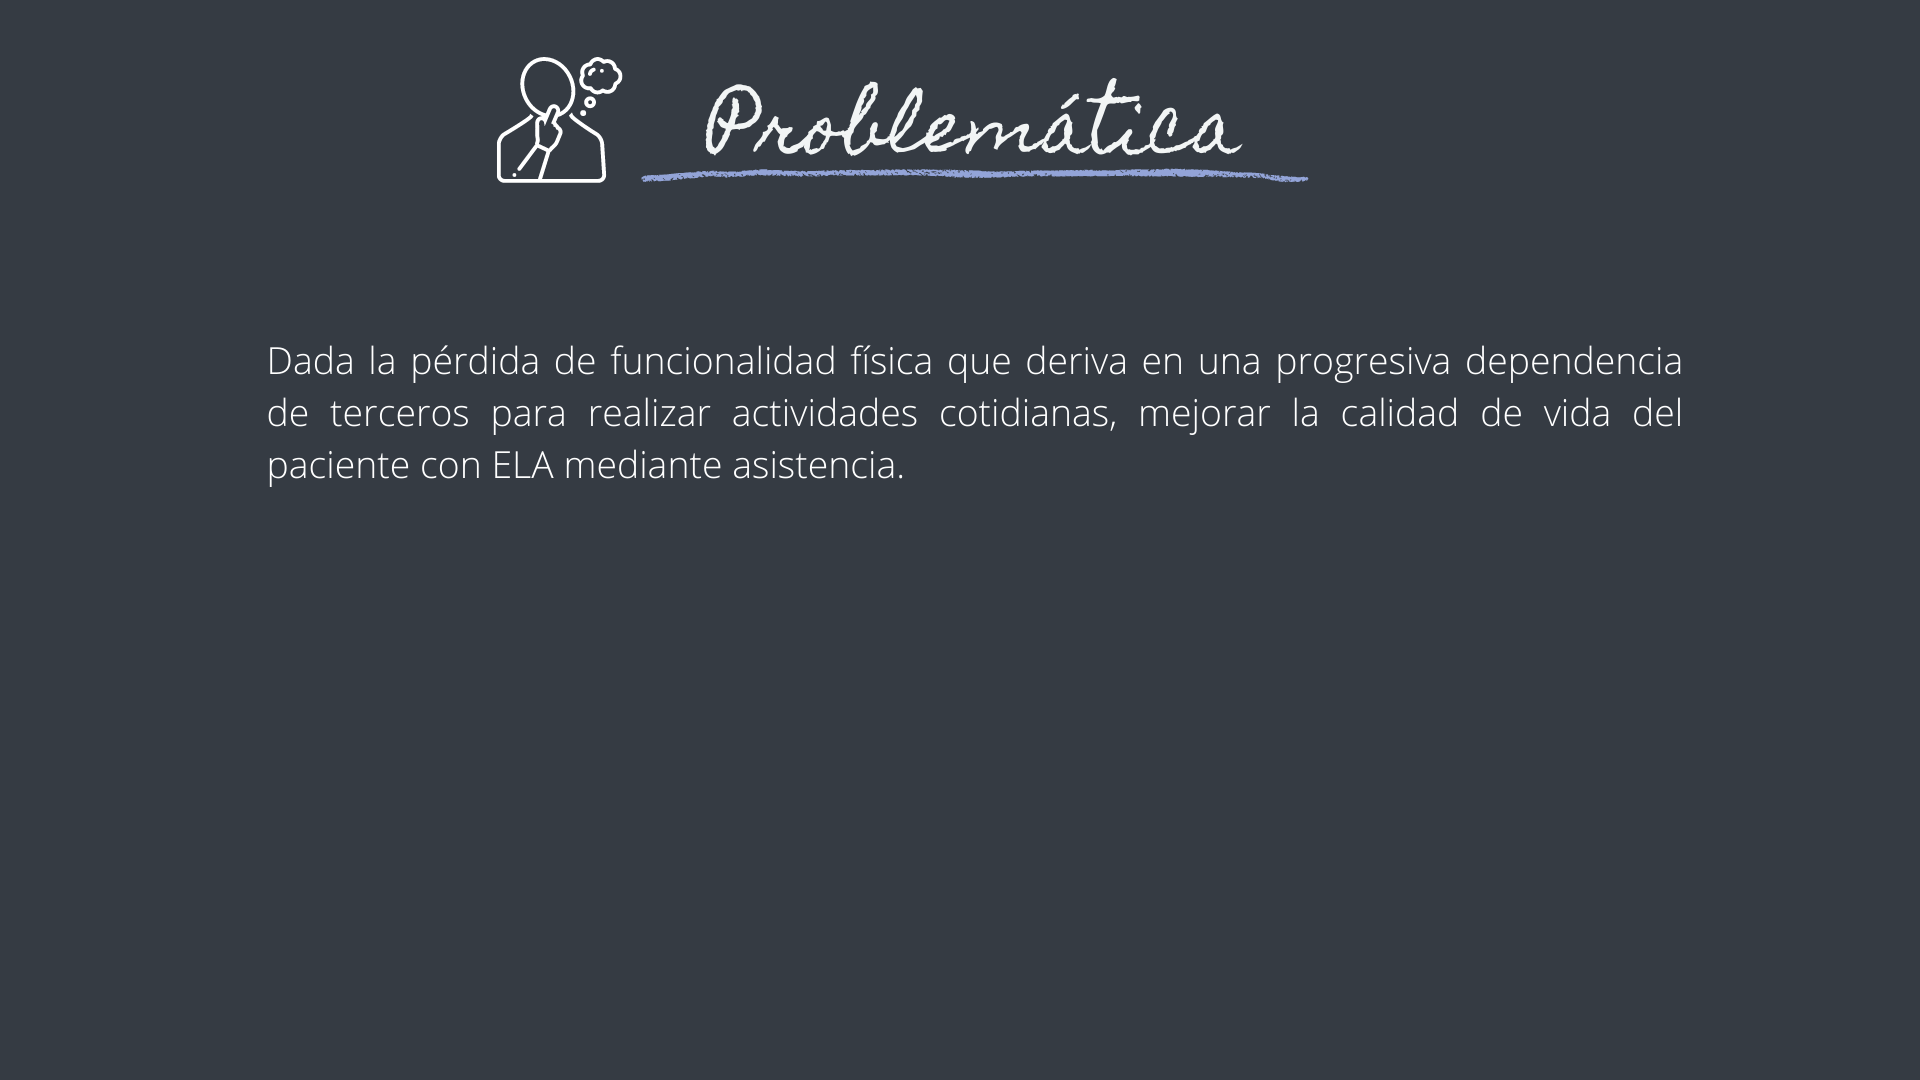 Problemática
Dada la pérdida de funcionalidad física que deriva en una progresiva dependencia
de terceros para realizar actividades cotidianas, mejorar la calidad de vida del
paciente con ELA mediante asistencia.